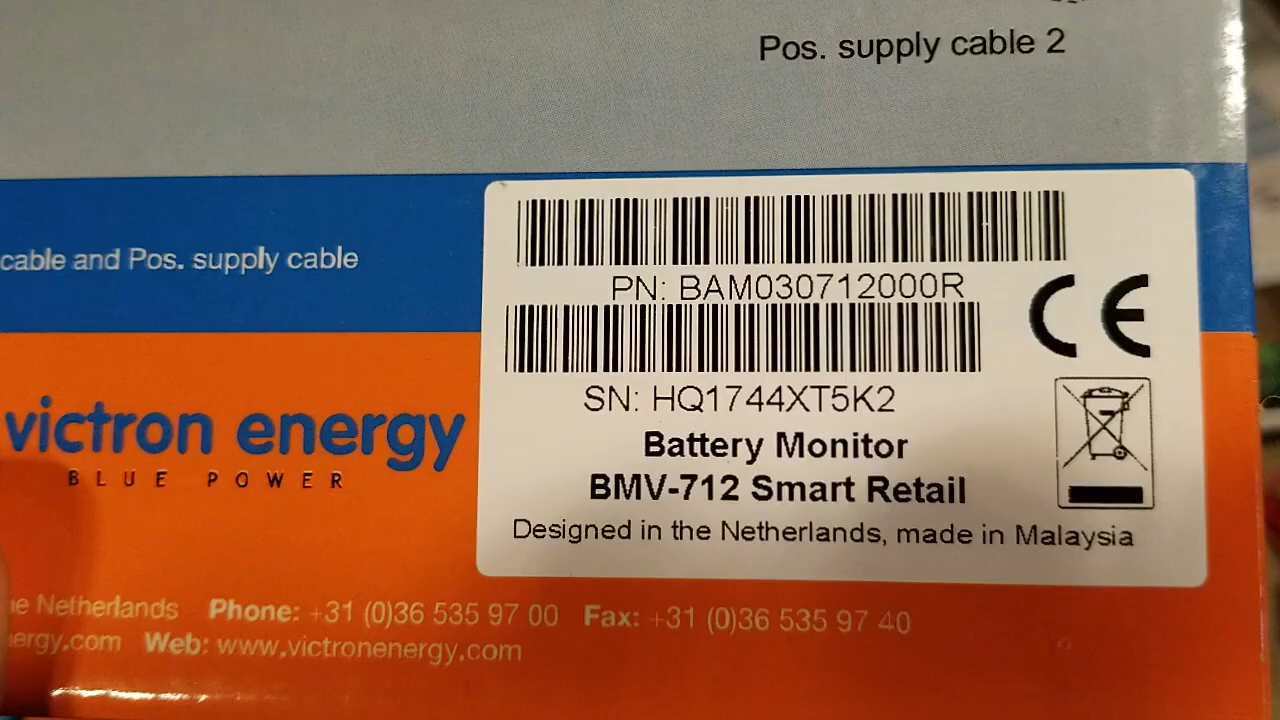 Pos. supply cable 2
cable and Pos. supply cable
PN: BAM030712000R
SN: HQ1744XT5K2
Battery Monitor
BMV-712 Smart Retail
Designed in the Netherlands, made in Malaysia
CE
victron energy
BLUE POWER
Netherlands Phone: +31 (0)36 535 97 00 Fax: +31 (0)36 535 97 40
ergy.com Web: www.victronenergy.com